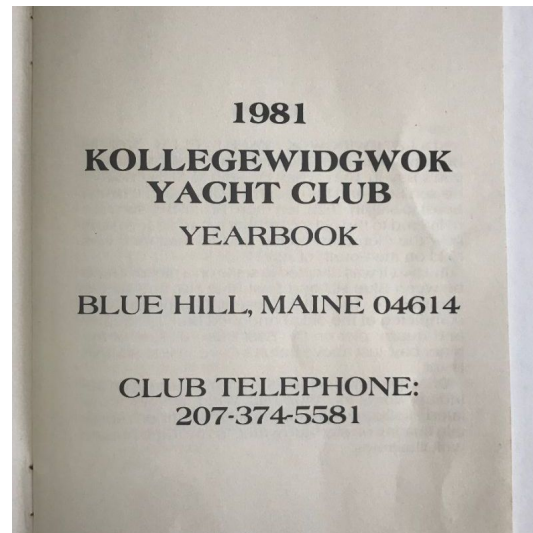 1981
KOLLEGEWIDGWOK
YACHT CLUB
YEARBOOK
BLUE HILL, MAINE 04614
CLUB TELEPHONE:
207-374-5581